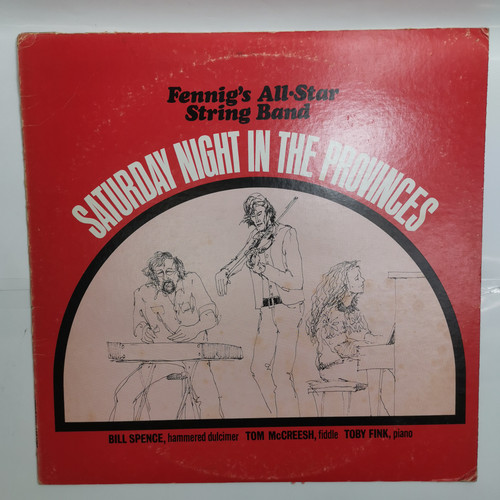 Fennig's All-Star
String Band
SATURDAY NIGHT IN THE PROVINCES
BILL SPENCE, hammered dulcimer TOM McCREESH, fiddle TOBY FINK, piano